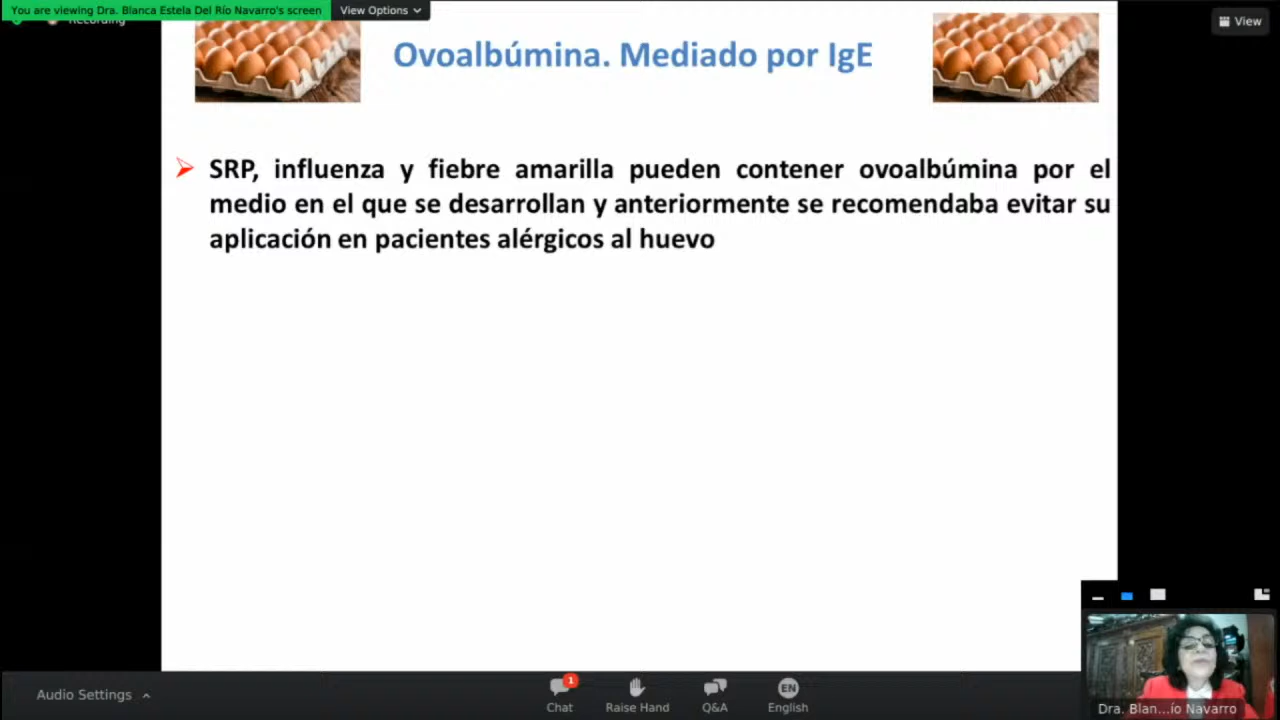 You are viewing Dra. Blanca Estela Del Río Navarro's screen
View Options
Recording
View
Ovoalbúmina. Mediado por IgE
SRP, influenza y fiebre amarilla pueden contener ovoalbúmina por el
medio en el que se desarrollan y anteriormente se recomendaba evitar su
aplicación en pacientes alérgicos al huevo
Audio Settings
1
Chat
Raise Hand
Q&A
EN
English
Dra. Blan...ío Navarro